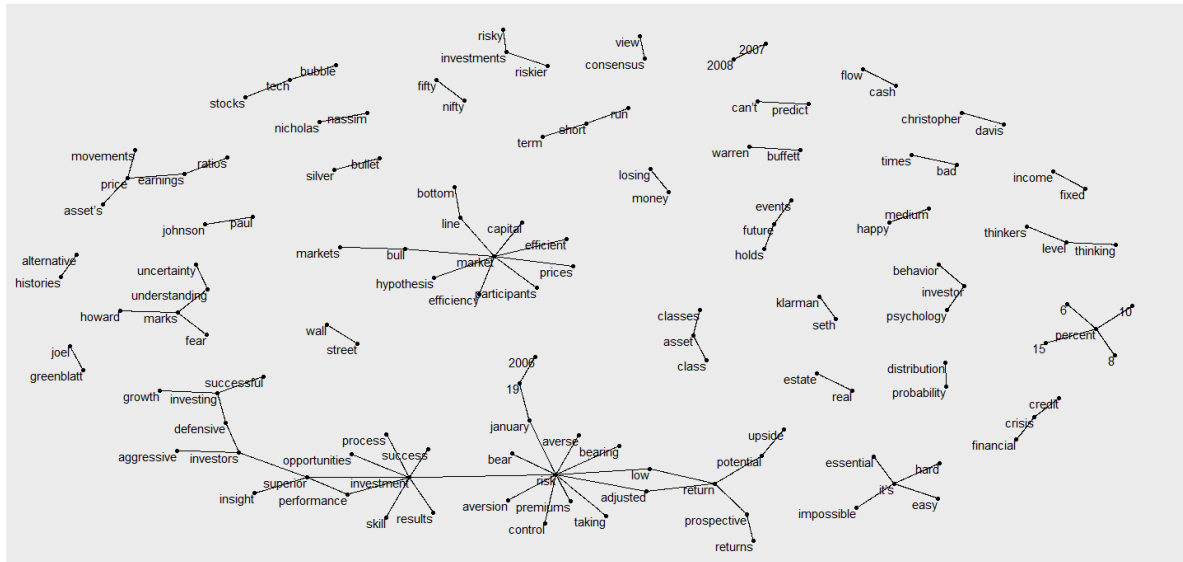 risky
investments
riskier
view
consensus
2007
2008
bubble
tech
stocks
fifty
nifty
flow
cash
nassim
nicholas
run
short
term
can't
predict
christopher
davis
movements
ratios
price
earnings
asset's
silver
bullet
warren
buffett
times
bad
income
fixed
losing
money
bottom
line
capital
markets
bull
market
efficient
hypothesis
prices
efficiency
participants
events
future
holds
medium
happy
thinkers
level
thinking
johnson
paul
alternative
histories
uncertainty
understanding
howard
marks
fear
behavior
investor
psychology
klarman
seth
wall
street
classes
asset
class
6
10
percent
15
8
joel
greenblatt
2006
19
january
estate
real
distribution
probability
successful
growth
investing
defensive
aggressive
investors
credit
crisis
financial
process
success
opportunities
superior
investment
insight
performance
skill
results
averse
bear
bearing
risk
low
aversion
premiums
adjusted
control
taking
upside
potential
return
prospective
returns
essential
hard
it's
impossible
easy